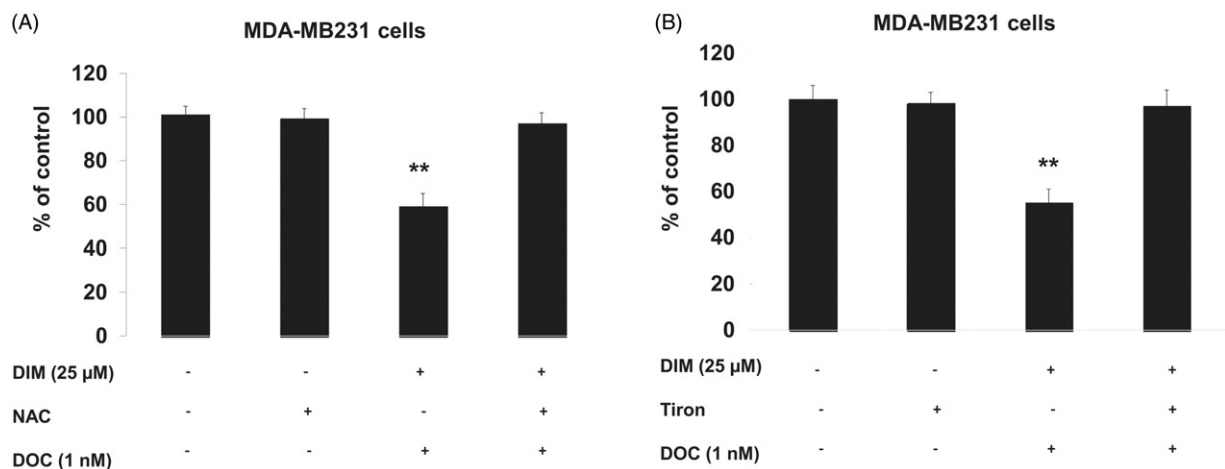 (A)
MDA-MB231 cells
% of control
120
100
80
60
40
20
0
**
DIM (25 µM) - - + +
NAC - + - +
DOC (1 nM) - - + +
(B)
MDA-MB231 cells
% of control
120
100
80
60
40
20
0
**
DIM (25 µM) - - + +
Tiron - + - +
DOC (1 nM) - - + +